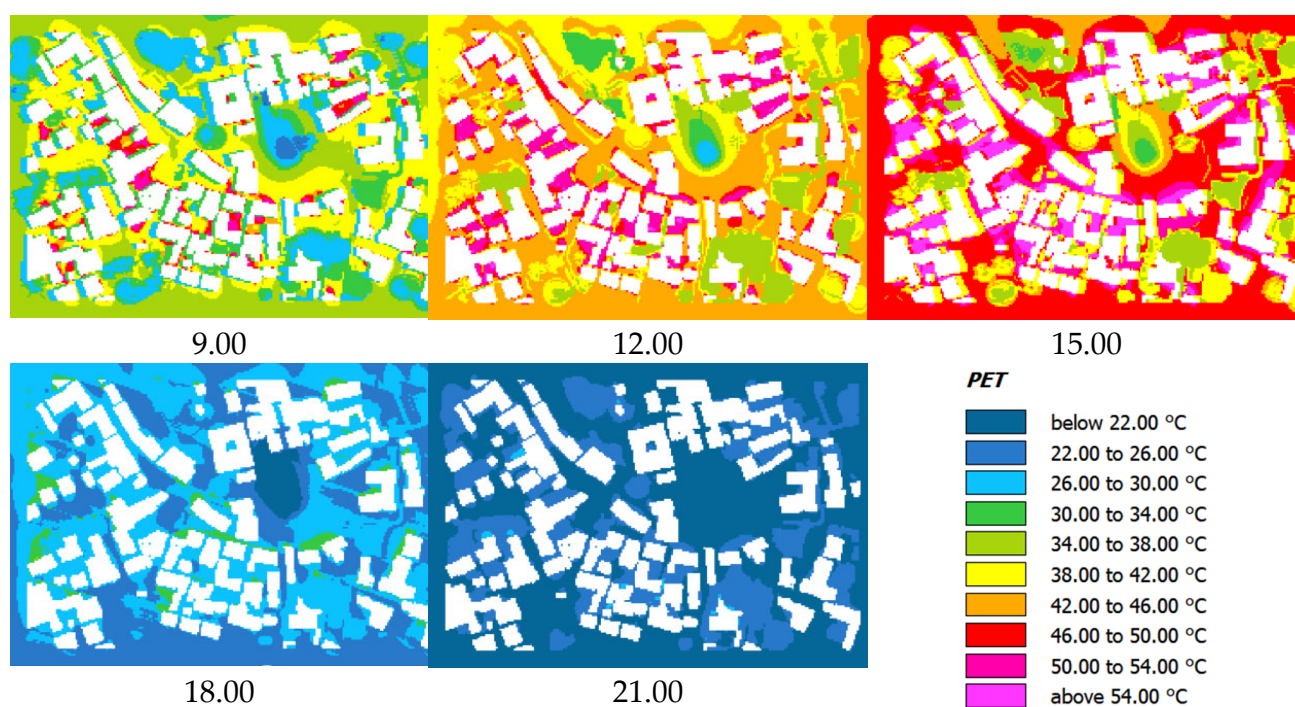 9.00
12.00
15.00
18.00
21.00
PET
below 22.00 °C
22.00 to 26.00 °C
26.00 to 30.00 °C
30.00 to 34.00 °C
34.00 to 38.00 °C
38.00 to 42.00 °C
42.00 to 46.00 °C
46.00 to 50.00 °C
50.00 to 54.00 °C
above 54.00 °C